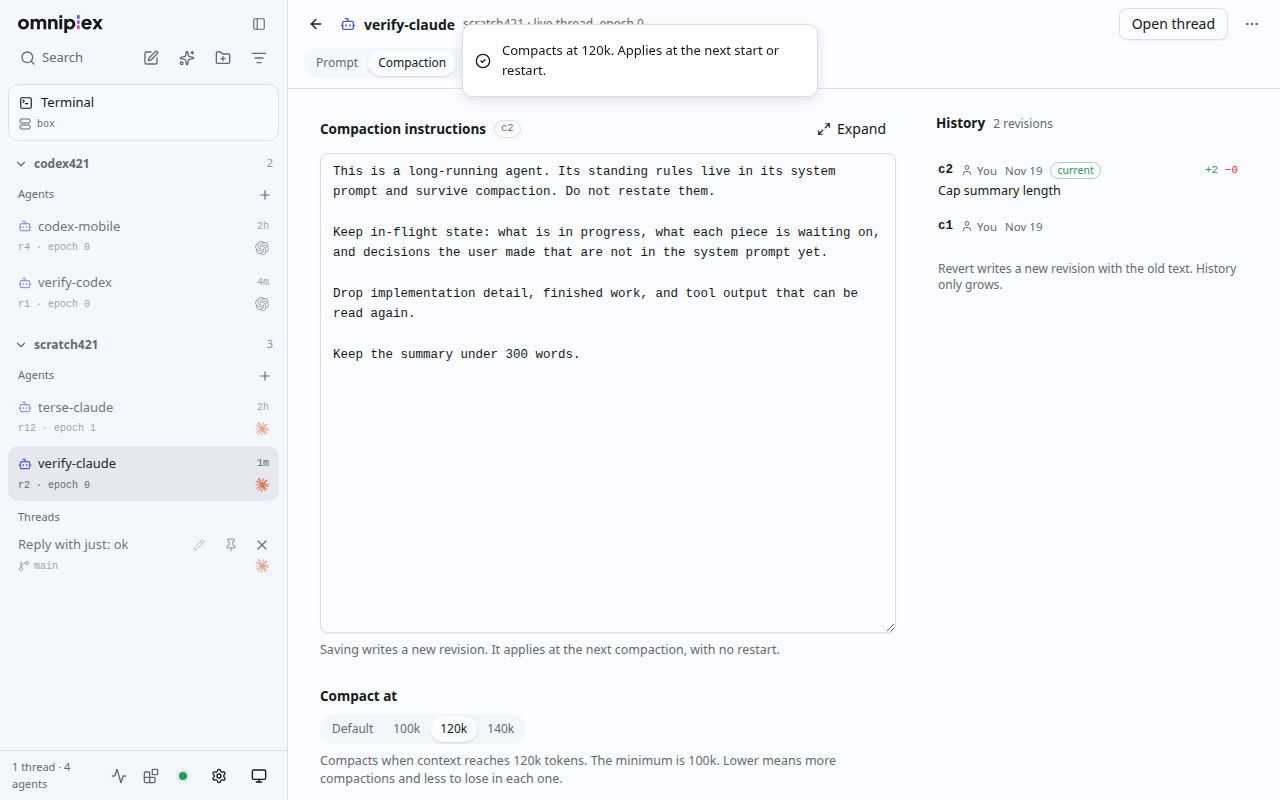 omniplex
Search
Terminal
box
codex421
2
Agents
codex-mobile
2h
r4 · epoch 0
verify-codex
4m
r1 · epoch 0
scratch421
3
Agents
terse-claude
2h
r12 · epoch 1
verify-claude
1m
r2 · epoch 0
Threads
Reply with just: ok
main
1 thread · 4
agents
verify-claude
scratch421 · live thread, epoch 0
Open thread
Prompt
Compaction
Compacts at 120k. Applies at the next start or
restart.
Compaction instructions
c2
Expand
This is a long-running agent. Its standing rules live in its system
prompt and survive compaction. Do not restate them.
Keep in-flight state: what is in progress, what each piece is waiting on,
and decisions the user made that are not in the system prompt yet.
Drop implementation detail, finished work, and tool output that can be
read again.
Keep the summary under 300 words.
Saving writes a new revision. It applies at the next compaction, with no restart.
Compact at
Default
100k
120k
140k
Compacts when context reaches 120k tokens. The minimum is 100k. Lower means more
compactions and less to lose in each one.
History
2 revisions
c2
You
Nov 19
current
+2 −0
Cap summary length
c1
You
Nov 19
Revert writes a new revision with the old text. History
only grows.